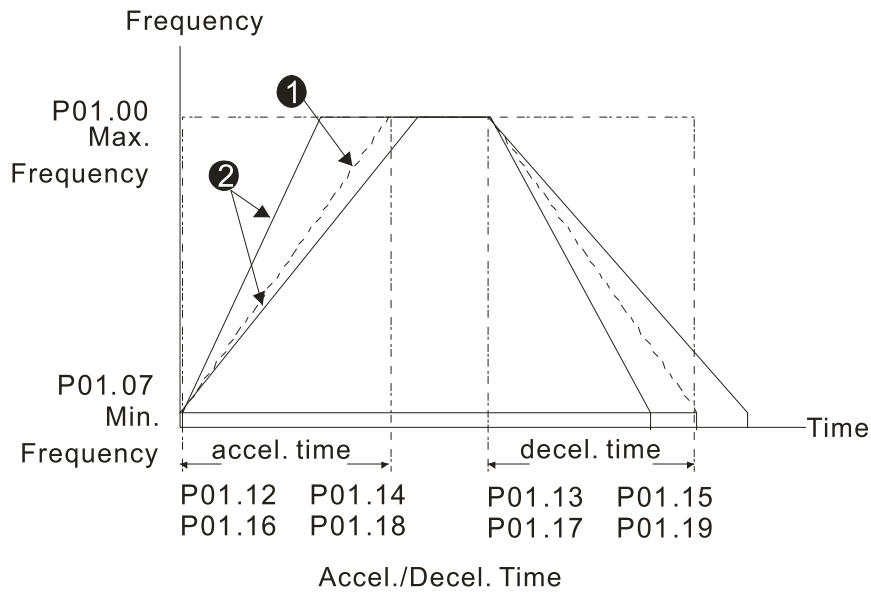 Frequency
1
P01.00
Max.
Frequency
2
P01.07
Min.
Frequency
Time
accel. time
decel. time
P01.12 P01.14
P01.16 P01.18
P01.13 P01.15
P01.17 P01.19
Accel./Decel. Time